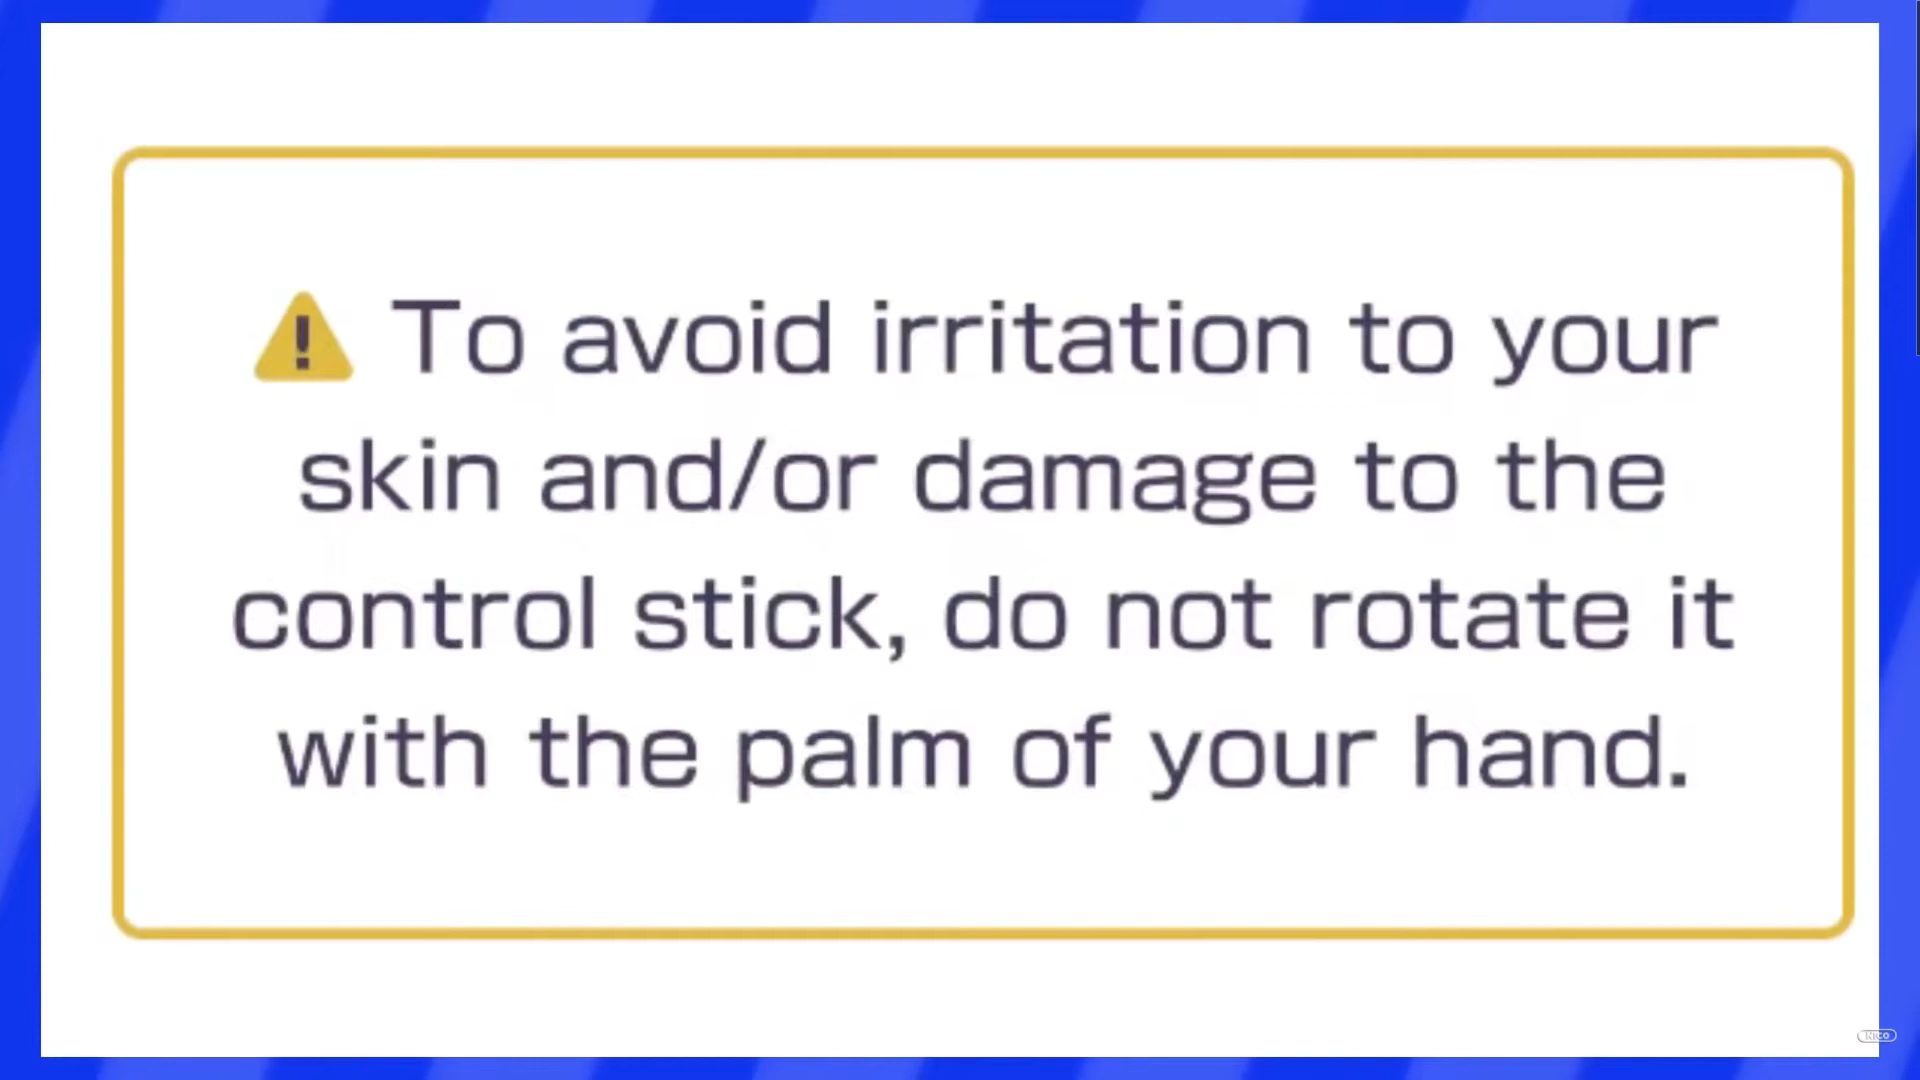 To avoid irritation to your
skin and/or damage to the
control stick, do not rotate it
with the palm of your hand.
NICO